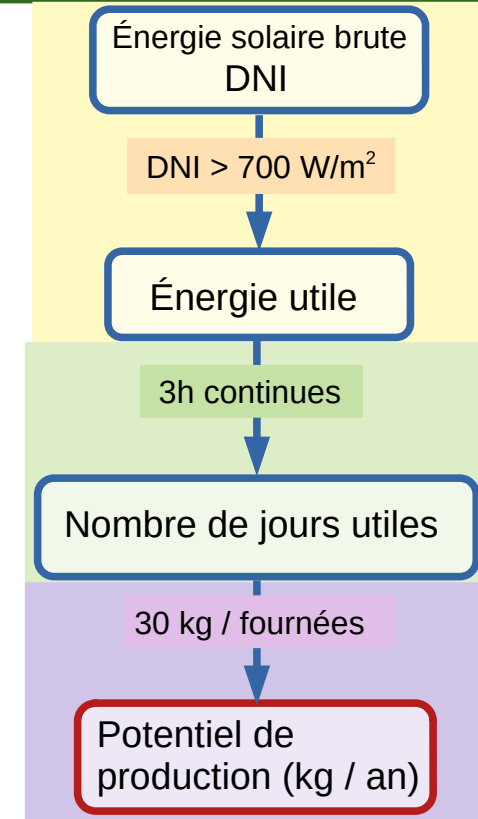 Énergie solaire brute
DNI
DNI > 700 W/m²
Énergie utile
3h continues
Nombre de jours utiles
30 kg / fournées
Potentiel de
production (kg / an)